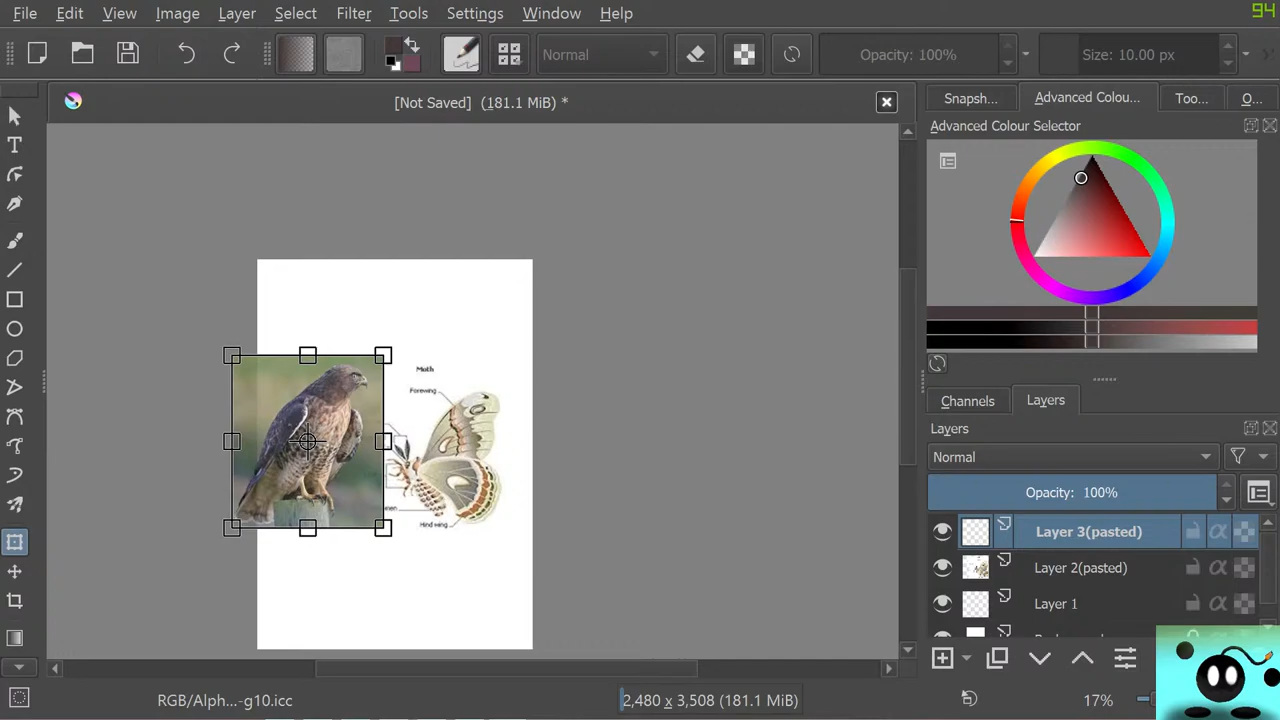 File Edit View Image Layer Select Filter Tools Settings Window Help
94
Normal
Opacity: 100%
Size: 10.00 px
[Not Saved] (181.1 MiB) *
Snapsh...
Advanced Colou...
Too...
O...
Advanced Colour Selector
Moth
Forewing
Hind wing
Channels
Layers
Layers
Normal
Opacity: 100%
Layer 3(pasted)
Layer 2(pasted)
Layer 1
RGB/Alph...-g10.icc
2,480 x 3,508 (181.1 MiB)
17%